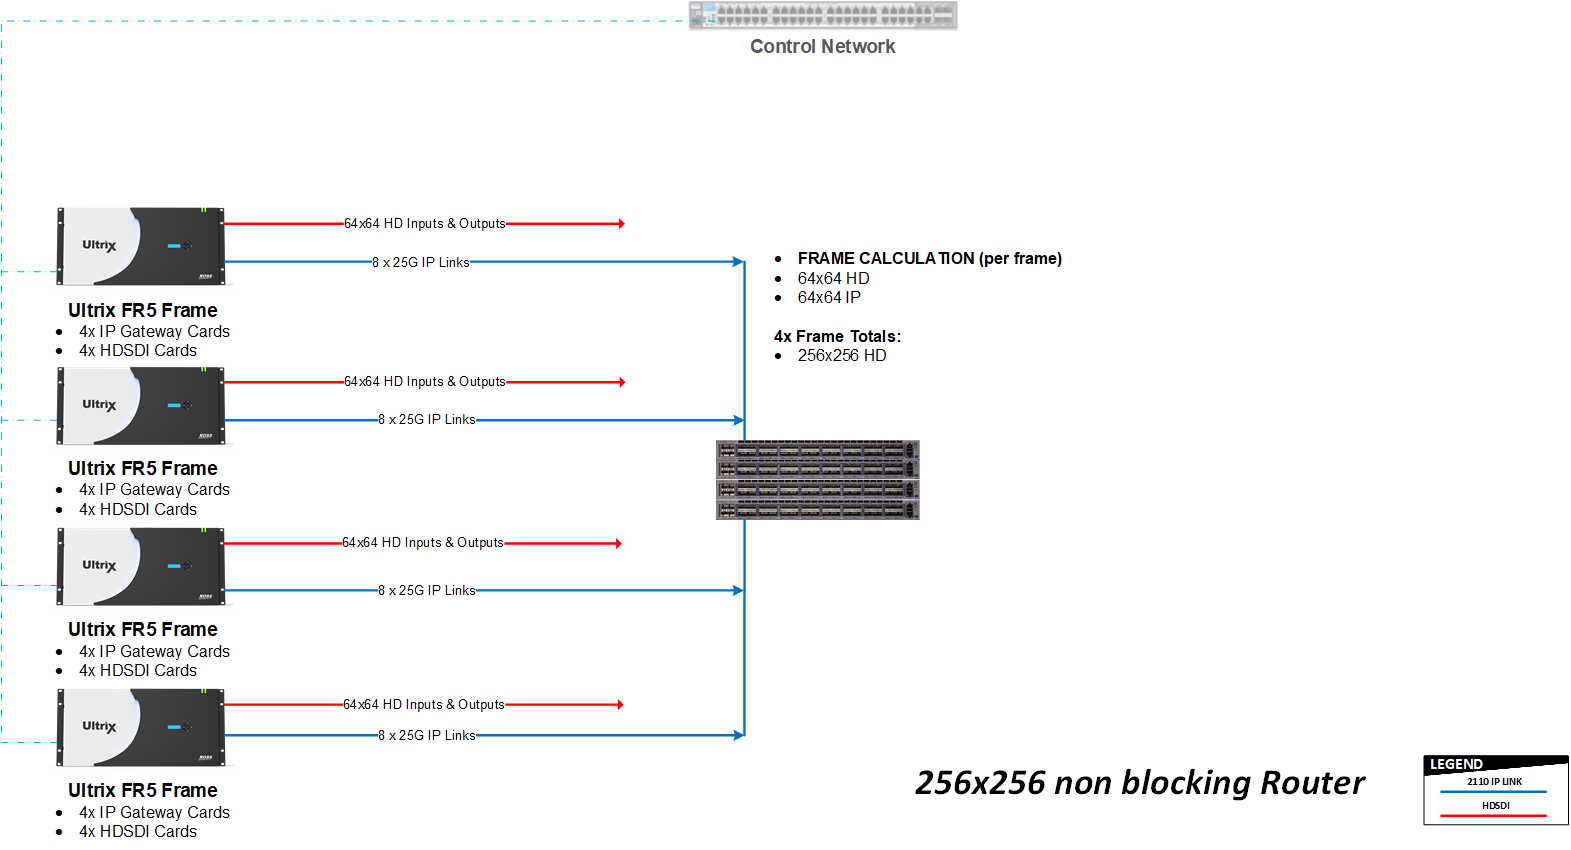 Control Network
Ultrix
ROSS
64x64 HD Inputs & Outputs
8 x 25G IP Links
Ultrix FR5 Frame
• 4x IP Gateway Cards
• 4x HDSDI Cards
• FRAME CALCULATION (per frame)
• 64x64 HD
• 64x64 IP
4x Frame Totals:
• 256x256 HD
Ultrix
ROSS
64x64 HD Inputs & Outputs
8 x 25G IP Links
Ultrix FR5 Frame
• 4x IP Gateway Cards
• 4x HDSDI Cards
Ultrix
ROSS
64x64 HD Inputs & Outputs
8 x 25G IP Links
Ultrix FR5 Frame
• 4x IP Gateway Cards
• 4x HDSDI Cards
Ultrix
ROSS
64x64 HD Inputs & Outputs
8 x 25G IP Links
Ultrix FR5 Frame
• 4x IP Gateway Cards
• 4x HDSDI Cards
256x256 non blocking Router
LEGEND
2110 IP LINK
HDSDI